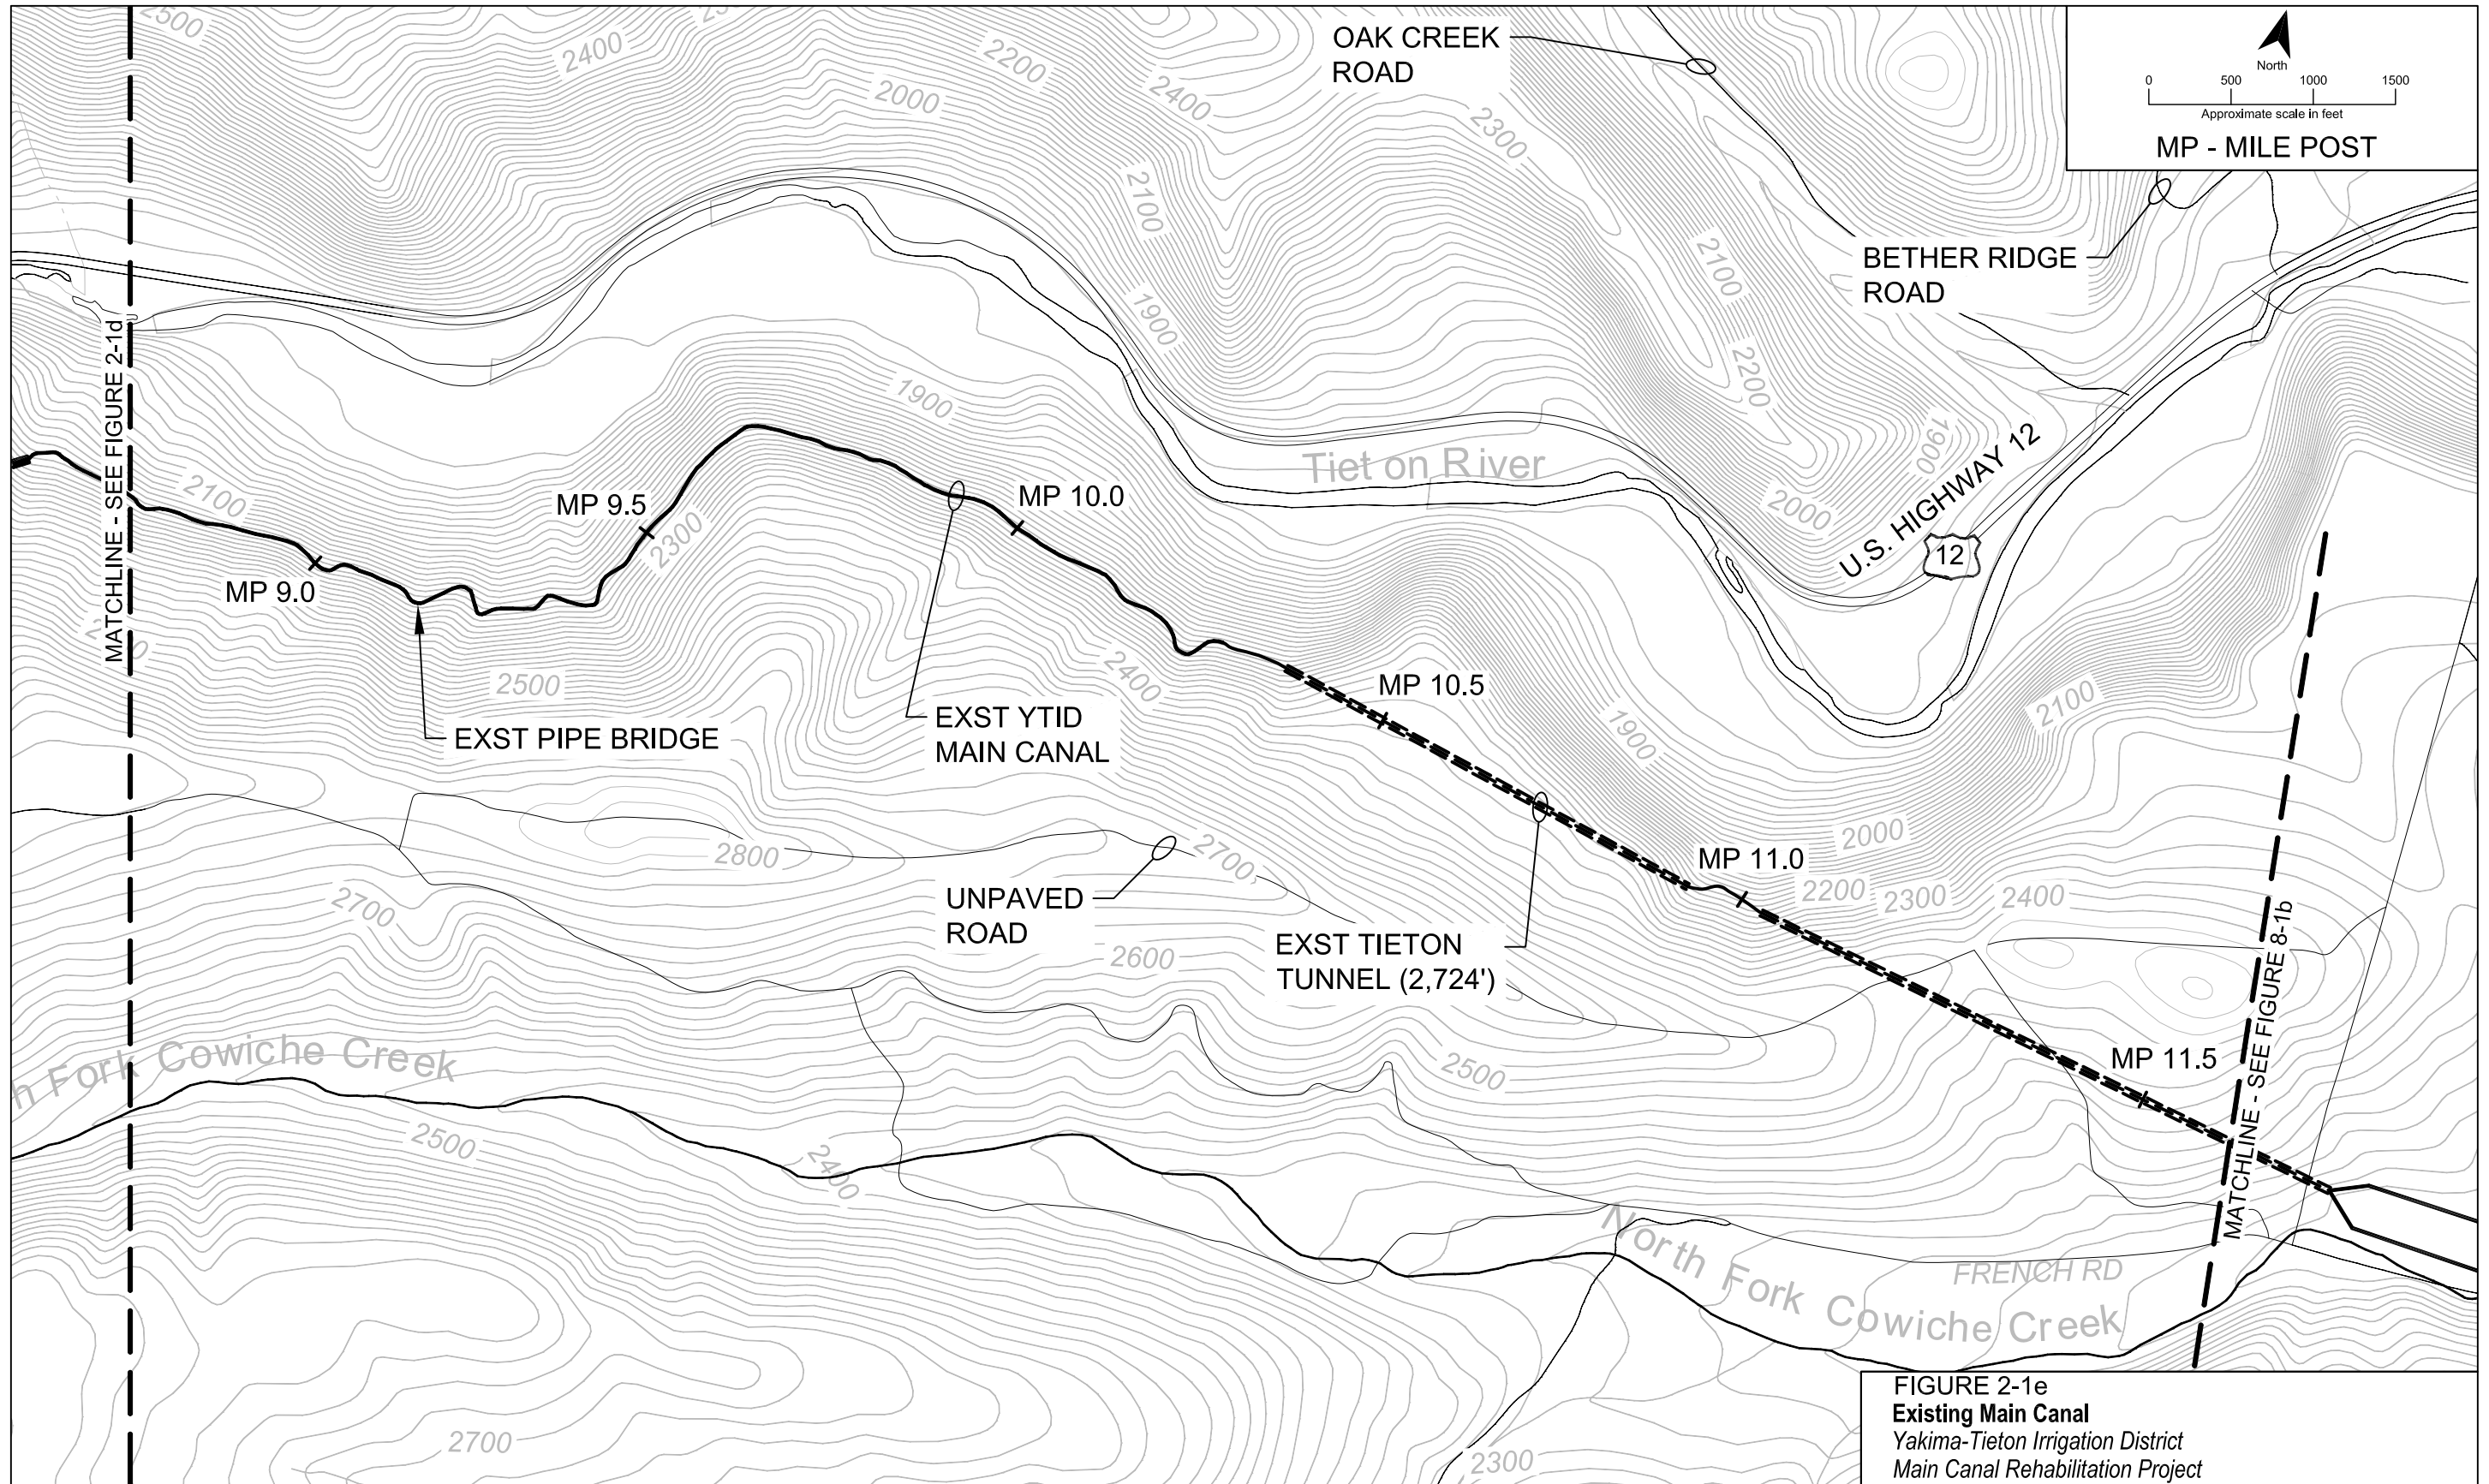 2500
2400
2200
2000
2400
2300
2100
1900
OAK CREEK
ROAD
North
0 500 1000 1500
Approximate scale in feet
MP - MILE POST
BETHER RIDGE
ROAD
2100
2200
1900
2000
U.S. HIGHWAY 12
12
Tieton River
MATCHLINE - SEE FIGURE 2-1d
2100
1900
MP 9.5
MP 10.0
2300
MP 9.0
2500
2400
EXST PIPE BRIDGE
EXST YTID
MAIN CANAL
MP 10.5
1900
2100
2000
2800
2700
UNPAVED
ROAD
MP 11.0
2200
2300
2400
2700
2600
EXST TIETON
TUNNEL (2,724')
MATCHLINE - SEE FIGURE 8-1b
h Fork Cowiche Creek
2500
MP 11.5
2500
2400
North Fork Cowiche Creek
FRENCH RD
2700
2300
FIGURE 2-1e
Existing Main Canal
Yakima-Tieton Irrigation District
Main Canal Rehabilitation Project